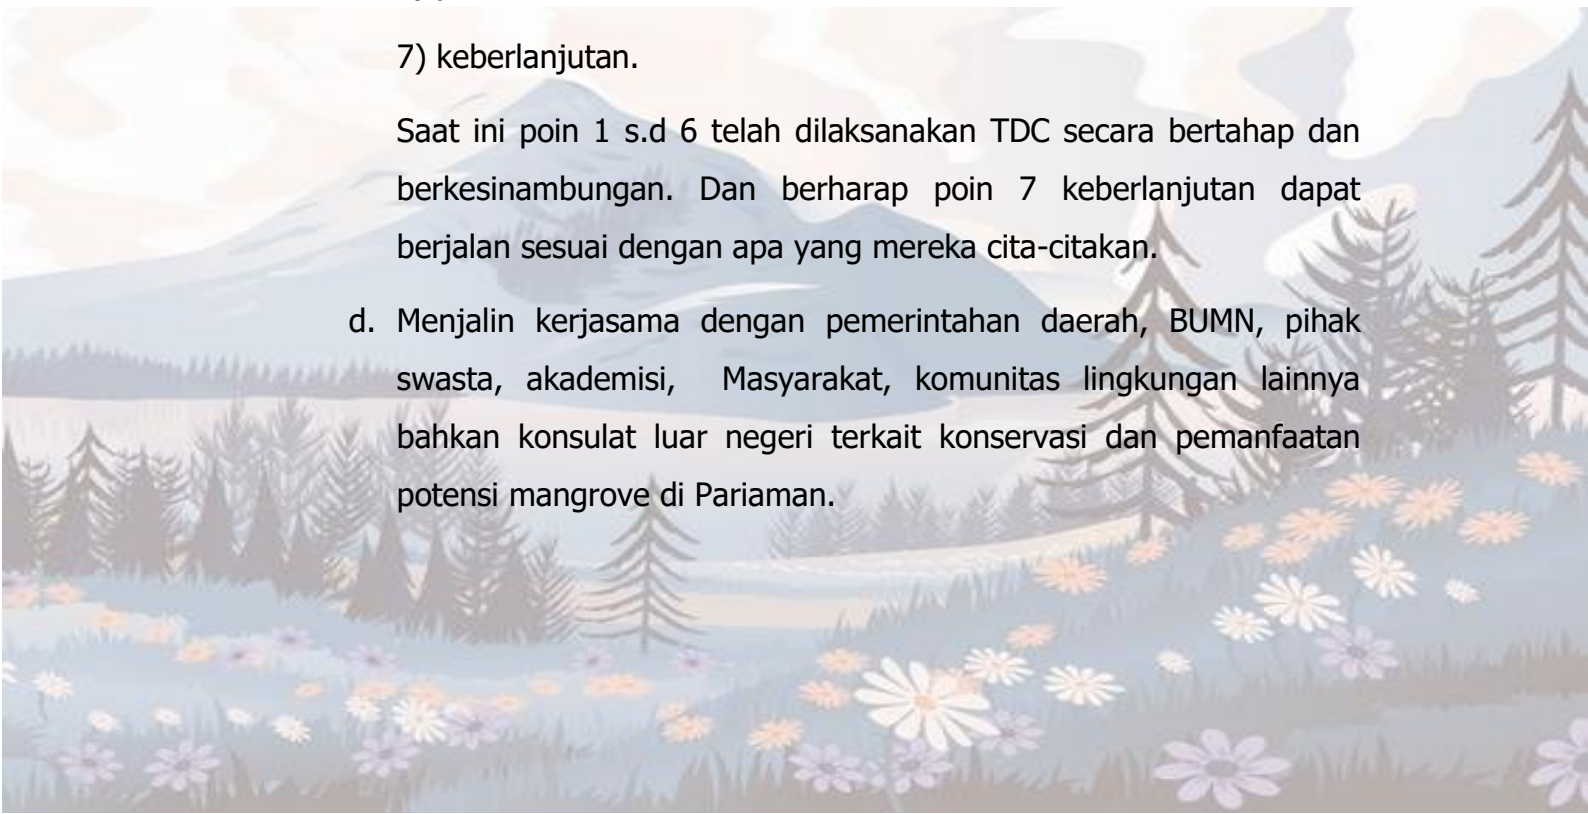 7) keberlanjutan.
Saat ini poin 1 s.d 6 telah dilaksanakan TDC secara bertahap dan
berkesinambungan. Dan berharap poin 7 keberlanjutan dapat
berjalan sesuai dengan apa yang mereka cita-citakan.
d. Menjalin kerjasama dengan pemerintahan daerah, BUMN, pihak
swasta, akademisi, Masyarakat, komunitas lingkungan lainnya
bahkan konsulat luar negeri terkait konservasi dan pemanfaatan
potensi mangrove di Pariaman.